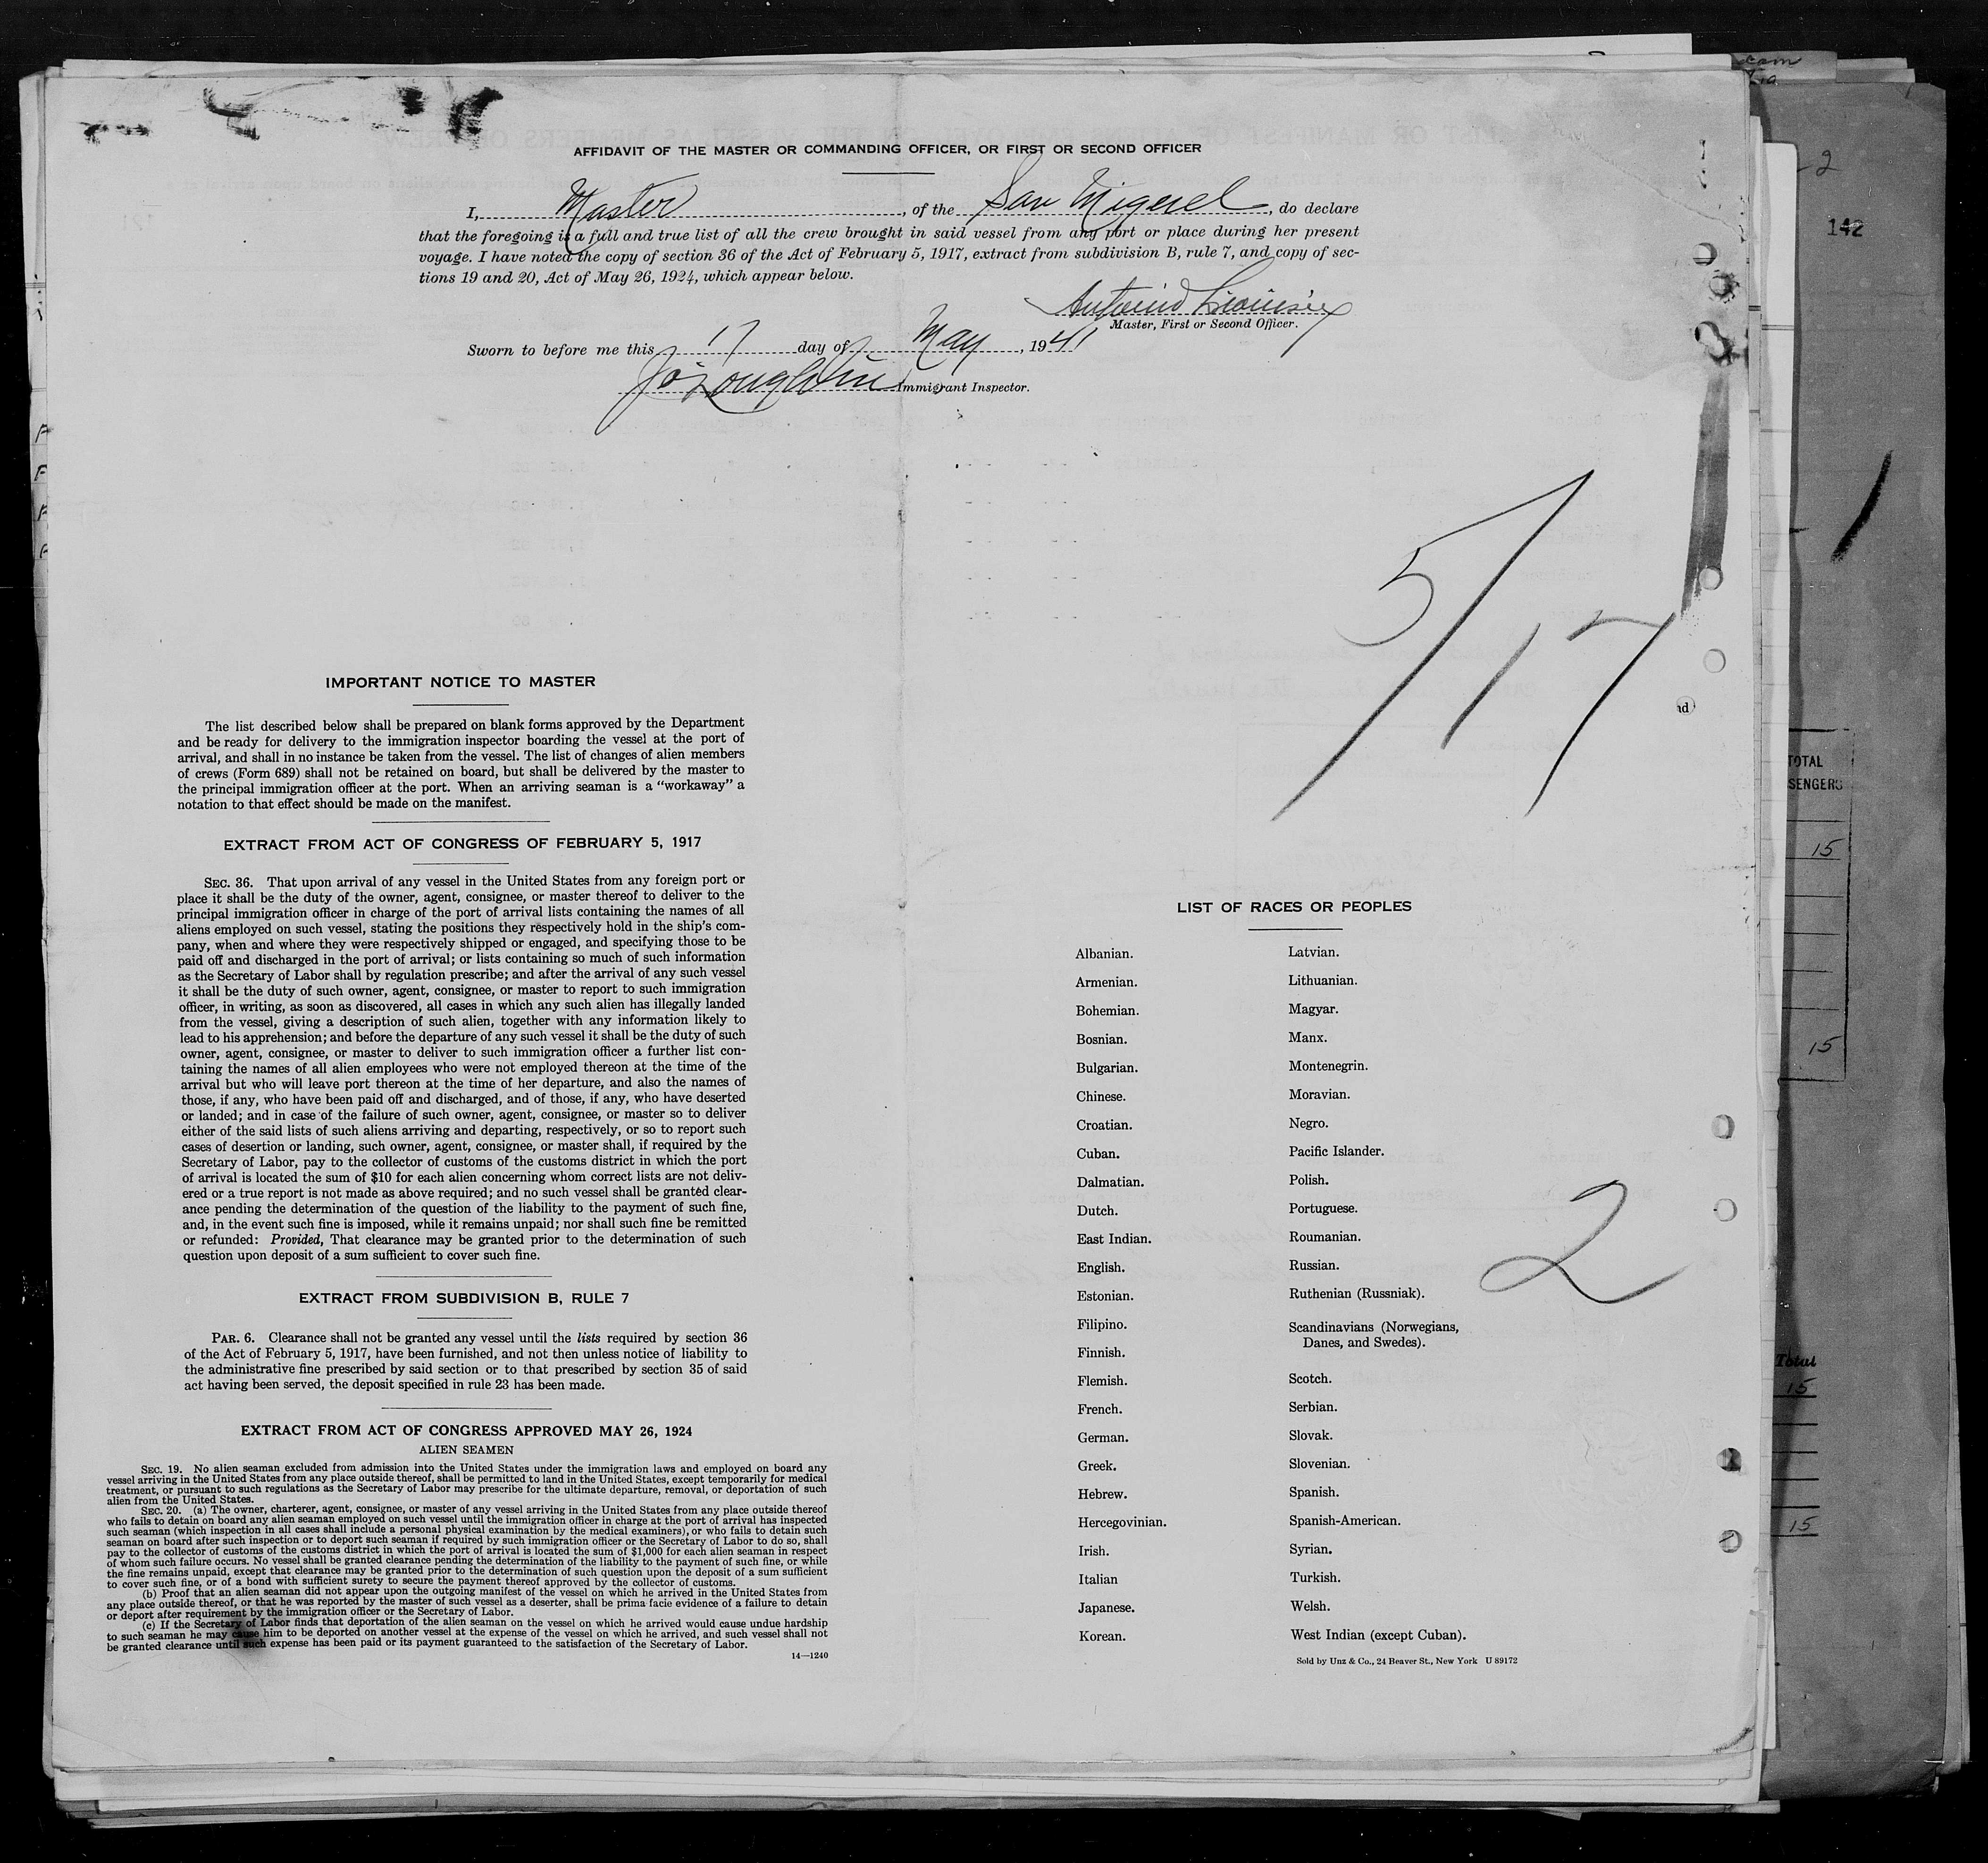 AFFIDAVIT OF THE MASTER OR COMMANDING OFFICER, OR FIRST OR SECOND OFFICER
I, Master, of the San Miguel, do declare
that the foregoing is a full and true list of all the crew brought in said vessel from any port or place during her present
voyage. I have noted the copy of section 36 of the Act of February 5, 1917, extract from subdivision B, rule 7, and copy of sec-
tions 19 and 20, Act of May 26, 1924, which appear below.
Antonio
Master, First or Second Officer.
Sworn to before me this 17 day of May, 1941
Immigrant Inspector.
5/17
IMPORTANT NOTICE TO MASTER
The list described below shall be prepared on blank forms approved by the Department
and be ready for delivery to the immigration inspector boarding the vessel at the port of
arrival, and shall in no instance be taken from the vessel. The list of changes of alien members
of crews (Form 689) shall not be retained on board, but shall be delivered by the master to
the principal immigration officer at the port. When an arriving seaman is a "workaway" a
notation to that effect should be made on the manifest.
EXTRACT FROM ACT OF CONGRESS OF FEBRUARY 5, 1917
SEC. 36. That upon arrival of any vessel in the United States from any foreign port or
place it shall be the duty of the owner, agent, consignee, or master thereof to deliver to the
principal immigration officer in charge of the port of arrival lists containing the names of all
aliens employed on such vessel, stating the positions they respectively hold in the ship's com-
pany, when and where they were respectively shipped or engaged, and specifying those to be
paid off and discharged in the port of arrival; or lists containing so much of such information
as the Secretary of Labor shall by regulation prescribe; and after the arrival of any such vessel
it shall be the duty of such owner, agent, consignee, or master to report to such immigration
officer, in writing, as soon as discovered, all cases in which any such alien has illegally landed
from the vessel, giving a description of such alien, together with any information likely to
lead to his apprehension; and before the departure of any such vessel it shall be the duty of such
owner, agent, consignee, or master to deliver to such immigration officer a further list con-
taining the names of all alien employees who were not employed thereon at the time of the
arrival but who will leave port thereon at the time of her departure, and also the names of
those, if any, who have been paid off and discharged, and of those, if any, who have deserted
or landed; and in case of the failure of such owner, agent, consignee, or master so to deliver
either of the said lists of such aliens arriving and departing, respectively, or so to report such
cases of desertion or landing, such owner, agent, consignee, or master shall, if required by the
Secretary of Labor, pay to the collector of customs of the customs district in which the port
of arrival is located the sum of $10 for each alien concerning whom correct lists are not deliv-
ered or a true report is not made as above required; and no such vessel shall be granted clear-
ance pending the determination of the question of the liability to the payment of such fine,
and, in the event such fine is imposed, while it remains unpaid; nor shall such fine be remitted
or refunded: Provided, That clearance may be granted prior to the determination of such
question upon deposit of a sum sufficient to cover such fine.
EXTRACT FROM SUBDIVISION B, RULE 7
PAR. 6. Clearance shall not be granted any vessel until the lists required by section 36
of the Act of February 5, 1917, have been furnished, and not then unless notice of liability to
the administrative fine prescribed by said section or to that prescribed by section 35 of said
act having been served, the deposit specified in rule 23 has been made.
EXTRACT FROM ACT OF CONGRESS APPROVED MAY 26, 1924
ALIEN SEAMEN
SEC. 19. No alien seaman excluded from admission into the United States under the immigration laws and employed on board any
vessel arriving in the United States from any place outside thereof, shall be permitted to land in the United States, except temporarily for medical
treatment, or pursuant to such regulations as the Secretary of Labor may prescribe for the ultimate departure, removal, or deportation of such
alien from the United States.
SEC. 20. (a) The owner, charterer, agent, consignee, or master of any vessel arriving in the United States from any place outside thereof
who fails to detain on board any alien seaman employed on such vessel until the immigration officer in charge at the port of arrival has inspected
such seaman (which inspection in all cases shall include a personal physical examination by the medical examiners), or who fails to detain such
seaman on board after such inspection or to deport such seaman if required by such immigration officer or the Secretary of Labor to do so, shall
pay to the collector of customs of the customs district in which the port of arrival is located the sum of $1,000 for each alien seaman in respect
of whom such failure occurs. No vessel shall be granted clearance pending the determination of the liability to the payment of such fine, or while
the fine remains unpaid, except that clearance may be granted prior to the determination of such question upon the deposit of a sum sufficient
to cover such fine, or of a bond with sufficient surety to secure the payment thereof approved by the collector of customs.
(b) Proof that an alien seaman did not appear upon the outgoing manifest of the vessel on which he arrived in the United States from
any place outside thereof, or that he was reported by the master of such vessel as a deserter, shall be prima facie evidence of a failure to detain
or deport after requirement by the immigration officer or the Secretary of Labor.
(c) If the Secretary of Labor finds that deportation of the alien seaman on the vessel on which he arrived would cause undue hardship
to such seaman he may cause him to be deported on another vessel at the expense of the vessel on which he arrived, and such vessel shall not
be granted clearance until such expense has been paid or its payment guaranteed to the satisfaction of the Secretary of Labor.
14—1240
LIST OF RACES OR PEOPLES
Albanian.
Armenian.
Bohemian.
Bosnian.
Bulgarian.
Chinese.
Croatian.
Cuban.
Dalmatian.
Dutch.
East Indian.
English.
Estonian.
Filipino.
Finnish.
Flemish.
French.
German.
Greek.
Hebrew.
Hercegovinian.
Irish.
Italian
Japanese.
Korean.
Latvian.
Lithuanian.
Magyar.
Manx.
Montenegrin.
Moravian.
Negro.
Pacific Islander.
Polish.
Portuguese.
Roumanian.
Russian.
Ruthenian (Russniak).
Scandinavians (Norwegians,
Danes, and Swedes).
Scotch.
Serbian.
Slovak.
Slovenian.
Spanish.
Spanish-American.
Syrian.
Turkish.
Welsh.
West Indian (except Cuban).
Sold by Unz & Co., 24 Beaver St., New York U 89172
2
142
TOTAL
15
15
Total
15
15